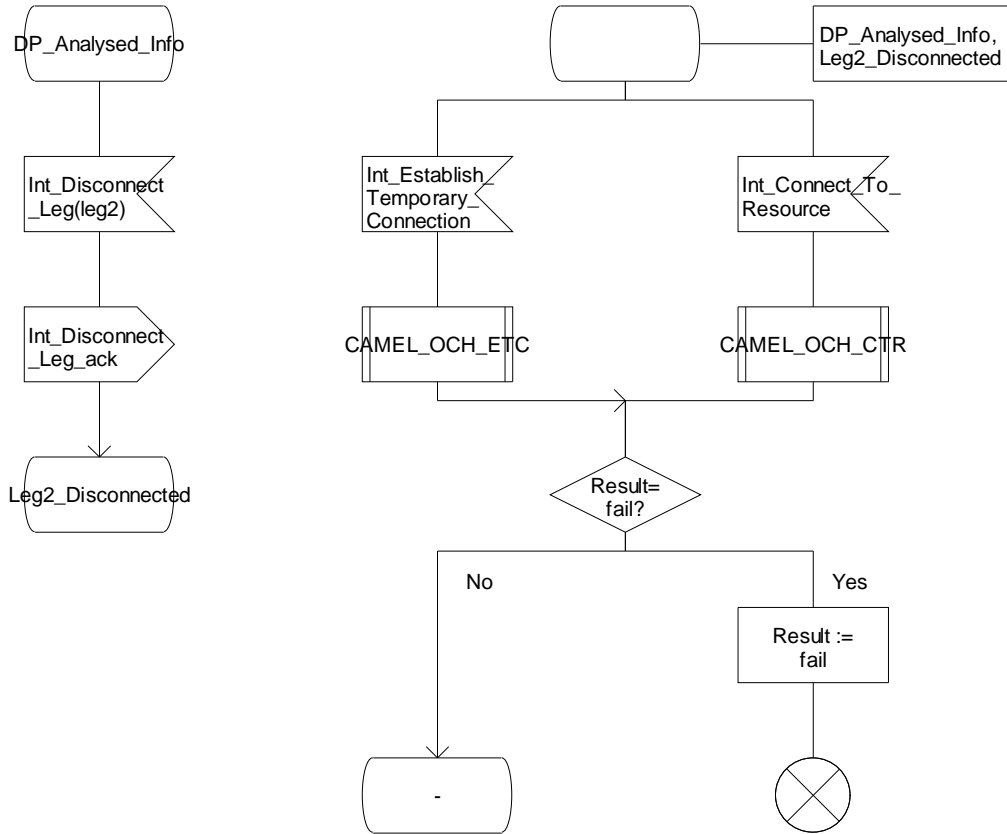 DP_Analysed_Info
Int_Disconnect
_Leg(leg2)
Int_Disconnect
_Leg_ack
Leg2_Disconnected
DP_Analysed_Info,
Leg2_Disconnected
Int_Establish_
Temporary_
Connection
Int_Connect_To_
Resource
CAMEL_OCH_ETC
CAMEL_OCH_CTR
Result=
fail?
No
Yes
Result :=
fail
-